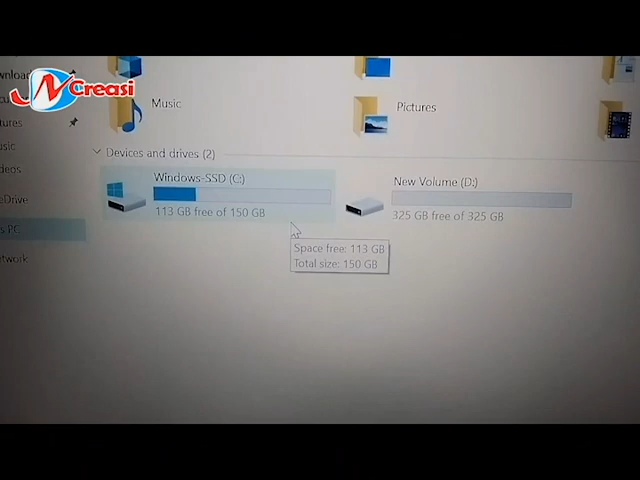 JN Creasi
Music
Pictures
Devices and drives (2)
Windows-SSD (C:)
113 GB free of 150 GB
New Volume (D:)
325 GB free of 325 GB
Space free: 113 GB
Total size: 150 GB